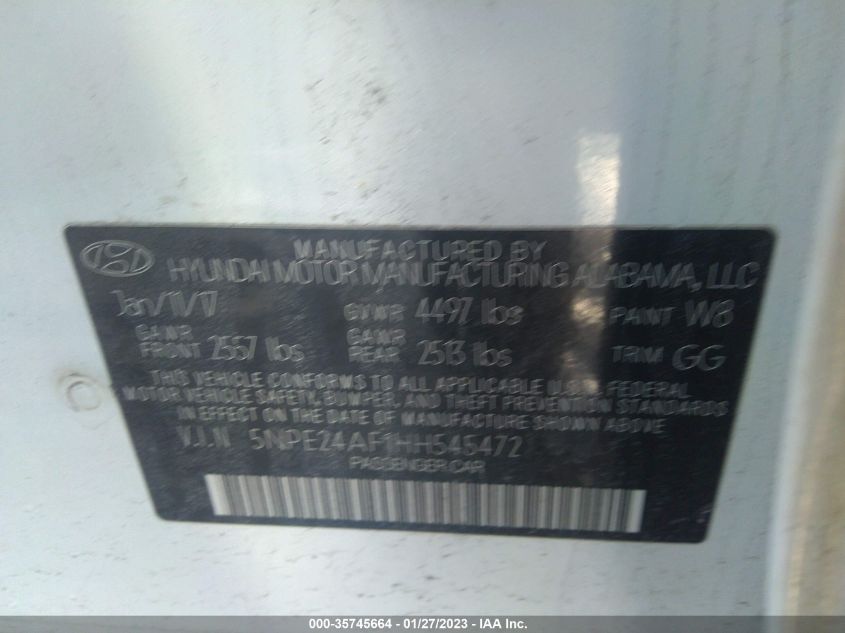 MANUFACTURED BY
HYUNDAI MOTOR MANUFACTURING ALABAMA, LLC
Jan/11/17 GVWR 4497 lbs PAINT W8
GAWR FRONT 2557 lbs GAWR REAR 2513 lbs TRIM GG
THIS VEHICLE CONFORMS TO ALL APPLICABLE U.S. FEDERAL
MOTOR VEHICLE SAFETY, BUMPER, AND THEFT PREVENTION STANDARDS
IN EFFECT ON THE DATE OF MANUFACTURE SHOWN ABOVE
V.I.N 5NPE24AF1HH545472
PASSENGER CAR
000-35745664 - 01/27/2023 - IAA Inc.